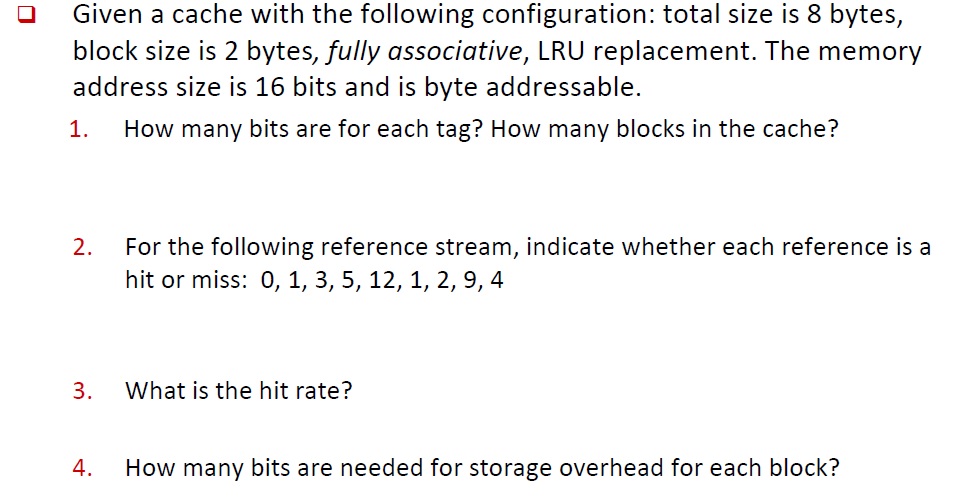 Given a cache with the following configuration: total size is 8 bytes,
block size is 2 bytes, fully associative, LRU replacement. The memory
address size is 16 bits and is byte addressable.
1. How many bits are for each tag? How many blocks in the cache?
2. For the following reference stream, indicate whether each reference is a
hit or miss: 0, 1, 3, 5, 12, 1, 2, 9, 4
3. What is the hit rate?
4. How many bits are needed for storage overhead for each block?